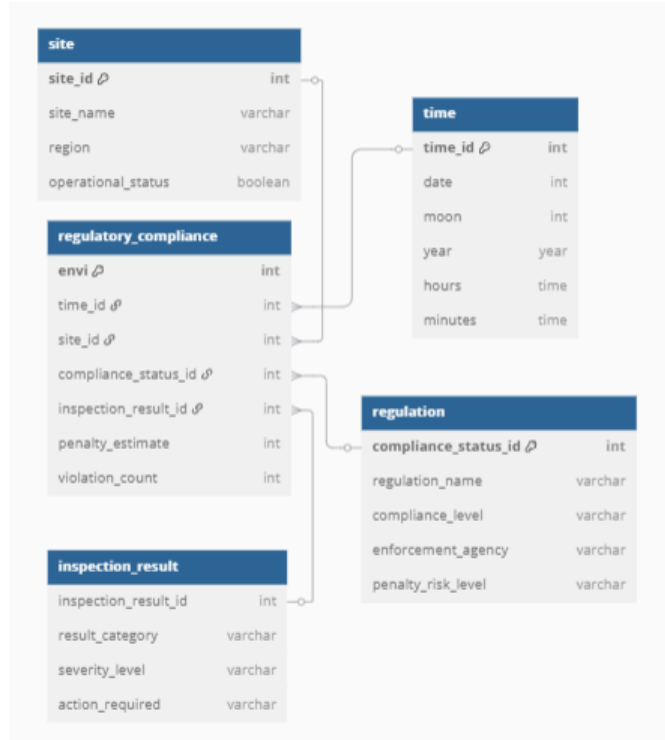 site
site_id int
site_name varchar
region varchar
operational_status boolean
time
time_id int
date int
moon int
year year
hours time
minutes time
regulatory_compliance
envi int
time_id int
site_id int
compliance_status_id int
inspection_result_id int
penalty_estimate int
violation_count int
regulation
compliance_status_id int
regulation_name varchar
compliance_level varchar
enforcement_agency varchar
penalty_risk_level varchar
inspection_result
inspection_result_id int
result_category varchar
severity_level varchar
action_required varchar